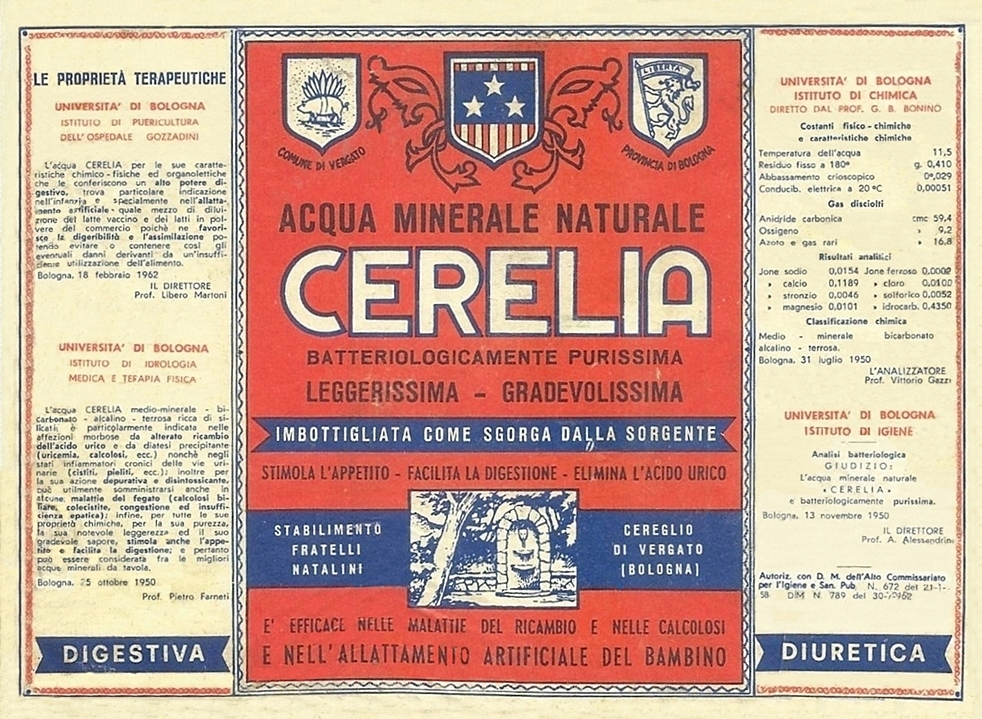 LE PROPRIETÀ TERAPEUTICHE
UNIVERSITA' DI BOLOGNA
ISTITUTO DI PUERICULTURA
DELL'OSPEDALE GOZZADINI
L'acqua CERELIA per le sue caratte-
ristiche chimico-fisiche ed organolettiche
che le conferiscono un alto potere di-
gestivo, trova particolare indicazione
nell'infanzia e specialmente nell'allatta-
mento artificiale quale mezzo di dilui-
zione del latte vaccino e dei latti in pol-
vere del commercio poichè ne favori-
sce la digeribilità e l'assimilazione po-
tendo evitare o contenere così gli
eventuali danni derivanti da un'insuffi-
ciente utilizzazione dell'alimento.
Bologna, 18 febbraio 1962
IL DIRETTORE
Prof. Libero Martoni
UNIVERSITA' DI BOLOGNA
ISTITUTO DI IDROLOGIA
MEDICA E TERAPIA FISICA
L'acqua CERELIA medio-minerale - bi-
carbonato - alcalino - terrosa ricca di si-
licati, è particolarmente indicata nelle
affezioni morbose da alterato ricambio
dell'acido urico e da diatesi precipitante
(uricemia, calcolosi, ecc.) nonchè negli
stati infiammatori cronici delle vie uri-
narie (cistiti, pieliti, ecc.); inoltre per
la sua azione depurativa e disintossicante,
può utilmente somministrarsi anche in
alcune malattie del fegato (calcolosi bi-
liare, colecistite, congestione ed insuffi-
cienza epatica); infine, per tutte le sue
proprietà chimiche, per la sua purezza,
la sua notevole leggerezza ed il suo
gradevole sapore, stimola anche l'appe-
tito e facilita la digestione; e pertanto
può essere considerata fra le migliori
acque minerali da tavola.
Bologna, 25 ottobre 1950
Prof. Pietro Farneti
DIGESTIVA
COMUNE DI VERGATO
LIBERTA'
PROVINCIA DI BOLOGNA
ACQUA MINERALE NATURALE
CERELIA
BATTERIOLOGICAMENTE PURISSIMA
LEGGERISSIMA - GRADEVOLISSIMA
IMBOTTIGLIATA COME SGORGA DALLA SORGENTE
STIMOLA L'APPETITO - FACILITA LA DIGESTIONE - ELIMINA L'ACIDO URICO
STABILIMENTO
FRATELLI
NATALINI
CEREGLIO
DI VERGATO
(BOLOGNA)
E' EFFICACE NELLE MALATTIE DEL RICAMBIO E NELLE CALCOLOSI
E NELL'ALLATTAMENTO ARTIFICIALE DEL BAMBINO
UNIVERSITA' DI BOLOGNA
ISTITUTO DI CHIMICA
DIRETTO DAL PROF. G. B. BONINO
Costanti fisico-chimiche
e caratteristiche chimiche
Temperatura dell'acqua 11,5
Residuo fisso a 180° g. 0,410
Abbassamento crioscopico 0°,029
Conducib. elettrica a 20 °C 0,00051
Gas disciolti
Anidride carbonica cmc 59,4
Ossigeno » 9,2
Azoto e gas rari » 16,8
Risultati analitici
Jone sodio 0,0154 Jone ferroso 0,0002
» calcio 0,1189 » cloro 0,0100
» stronzio 0,0046 » solforico 0,0052
» magnesio 0,0101 » idrocarb. 0,4350
Classificazione chimica
Medio - minerale bicarbonato
alcalino - terrosa.
Bologna, 31 luglio 1950
L'ANALIZZATORE
Prof. Vittorio Gazzi
UNIVERSITA' DI BOLOGNA
ISTITUTO DI IGIENE
Analisi batteriologica
GIUDIZIO:
L'acqua minerale naturale
« CERELIA »
e' batteriologicamente purissima.
Bologna, 13 novembre 1950
IL DIRETTORE
Prof. A. Alessandrini
Autoriz. con D. M. dell'Alto Commissariato
per l'Igiene e San. Pub. N. 672 del 21-1-
58 DIM N. 789 del
DIURETICA